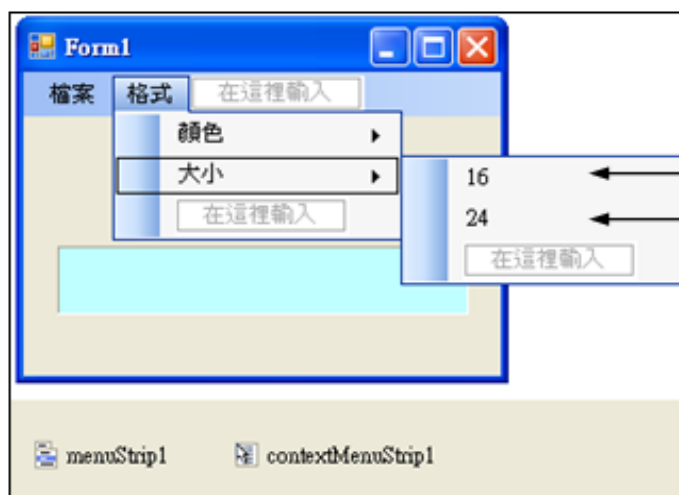 Form1
檔案 格式 在這裡輸入
顏色
大小
在這裡輸入
16
24
在這裡輸入
menuStrip1 contextMenuStrip1